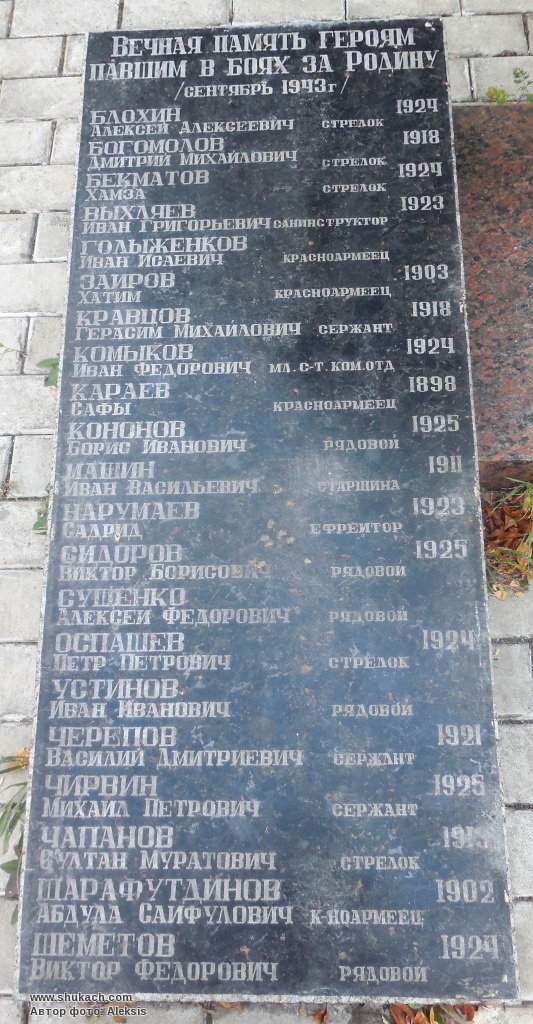 Вечная память героям
павшим в боях за Родину
/сентябрь 1943г/
Блохин 1924
Алексей Алексеевич стрелок
Богомолов 1918
Дмитрий Михайлович стрелок
Бекматов 1924
Хамза стрелок
Выхляев 1923
Иван Григорьевич санинструктор
Голыженков
Иван Исаевич красноармеец
Заиров 1903
Хатим красноармеец
Кравцов 1918
Герасим Михайлович сержант
Комыков 1924
Иван Федорович мл. с-т. ком. отд
Караев 1898
Сафы красноармеец
Кононов 1925
Борис Иванович рядовой
Машин 1911
Иван Васильевич старшина
Нарумаев 1923
Садрид ефрейтор
Сидоров 1925
Виктор Борисович рядовой
Сушенко
Алексей Федорович рядовой
Оспашев 1924
Петр Петрович стрелок
Устинов
Иван Иванович рядовой
Черепов 1921
Василий Дмитриевич сержант
Чирвин 1925
Михаил Петрович сержант
Чапанов
Султан Муратович стрелок
Шарафутдинов 1902
Абдула Саифулович к-ноармеец
Шеметов 1924
Виктор Федорович рядовой
www.shukach.com
Автор фото: Aleksis